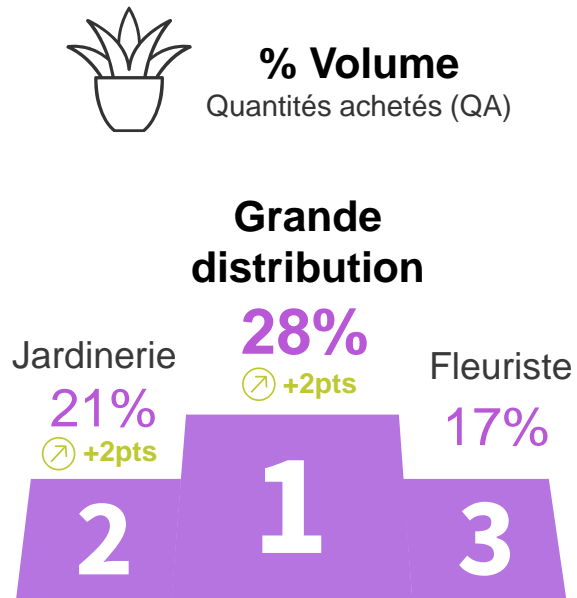 % Volume
Quantités achetés (QA)
Grande
distribution
28%
+2pts
Jardinerie
21%
+2pts
Fleuriste
17%
2
1
3